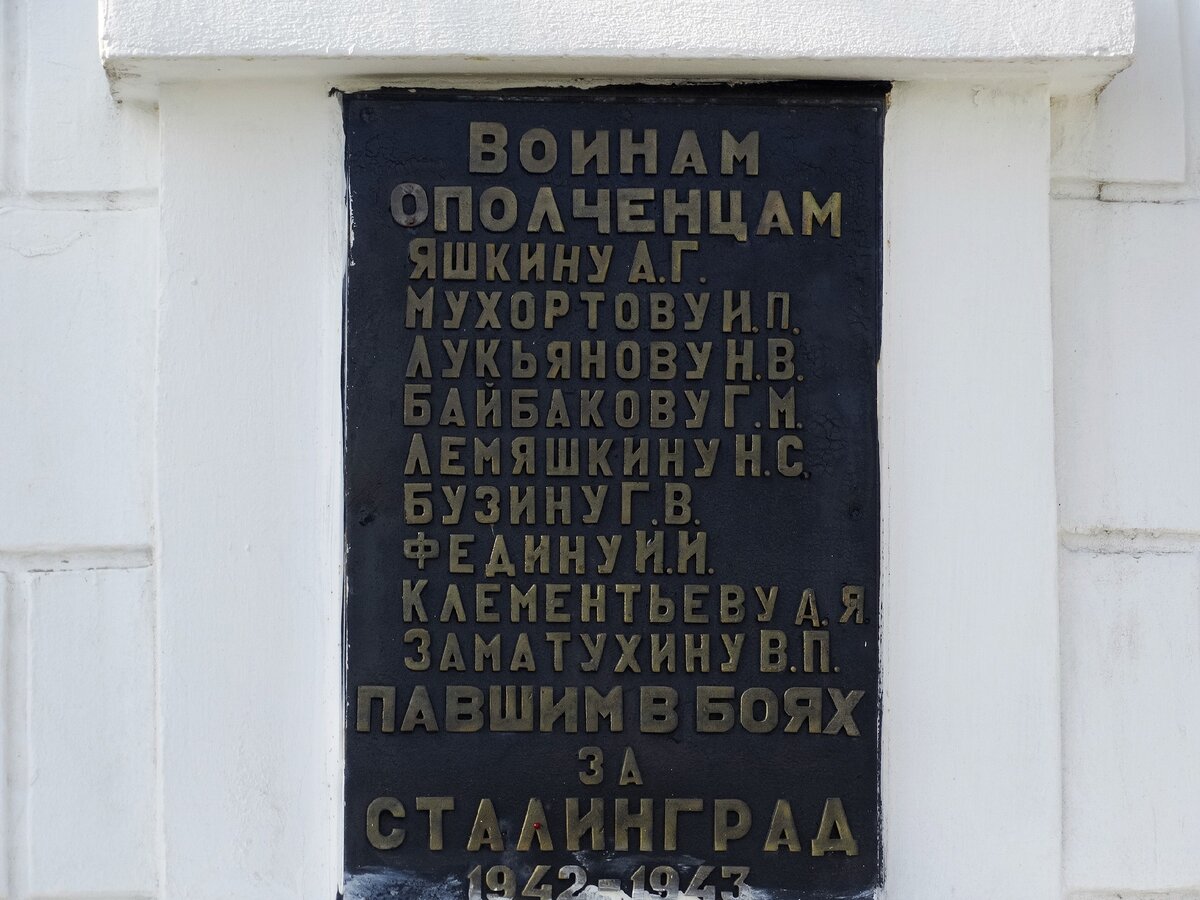 ВОИНАМ
ОПОЛЧЕНЦАМ
ЯШКИНУ А.Г.
МУХОРТОВУ И.П.
ЛУКЬЯНОВУ Н.В.
БАЙБАКОВУ Г.М.
ЛЕМЯШКИНУ Н.С.
БУЗИНУ Г.В.
ФЕДИНУ И.И.
КЛЕМЕНТЬЕВУ А.Я.
ЗАМАТУХИНУ В.П.
ПАВШИМ В БОЯХ
ЗА
СТАЛИНГРАД
1942-1943